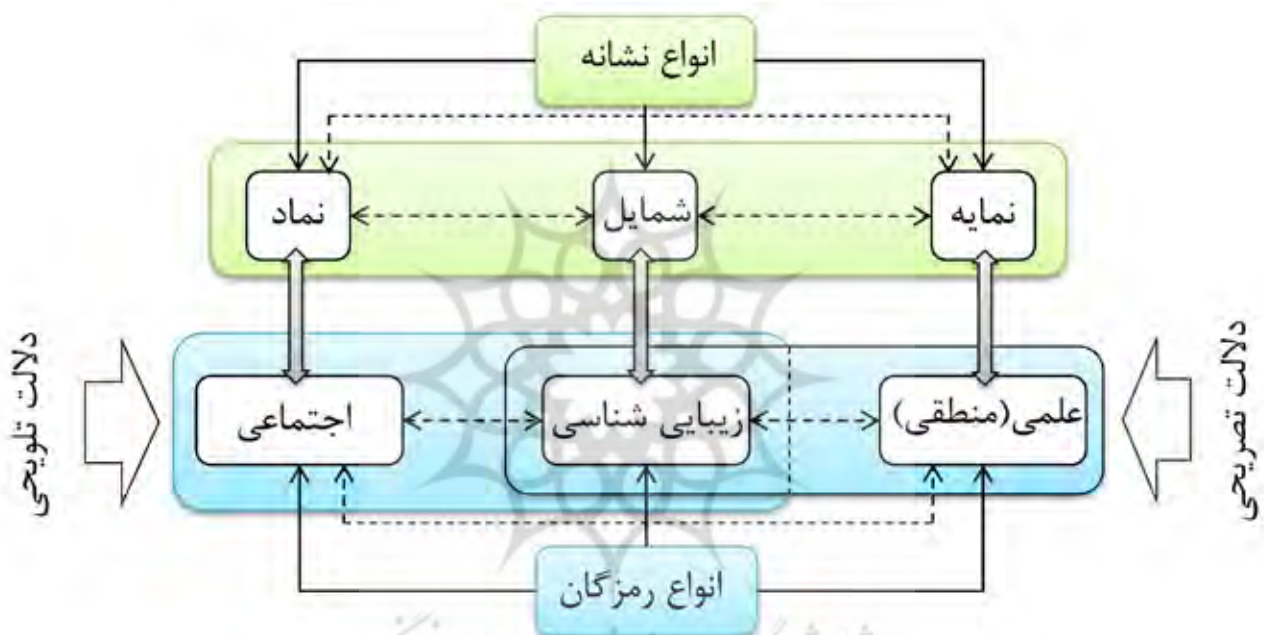 انواع نشانه
نمایه
شمایل
نماد
دلالت تصریحی
دلالت تلویحی
علمی(منطقی)
زیبایی شناسی
اجتماعی
انواع رمزگان